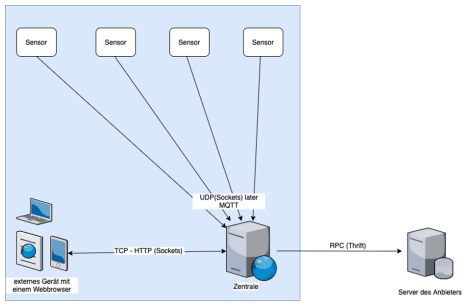 Sensor
Sensor
Sensor
Sensor
UDP(Sockets) later
MQTT
TCP - HTTP (Sockets)
RPC (Thrift)
externes Gerät mit
einem Webbrowser
Zentrale
Server des Anbieters